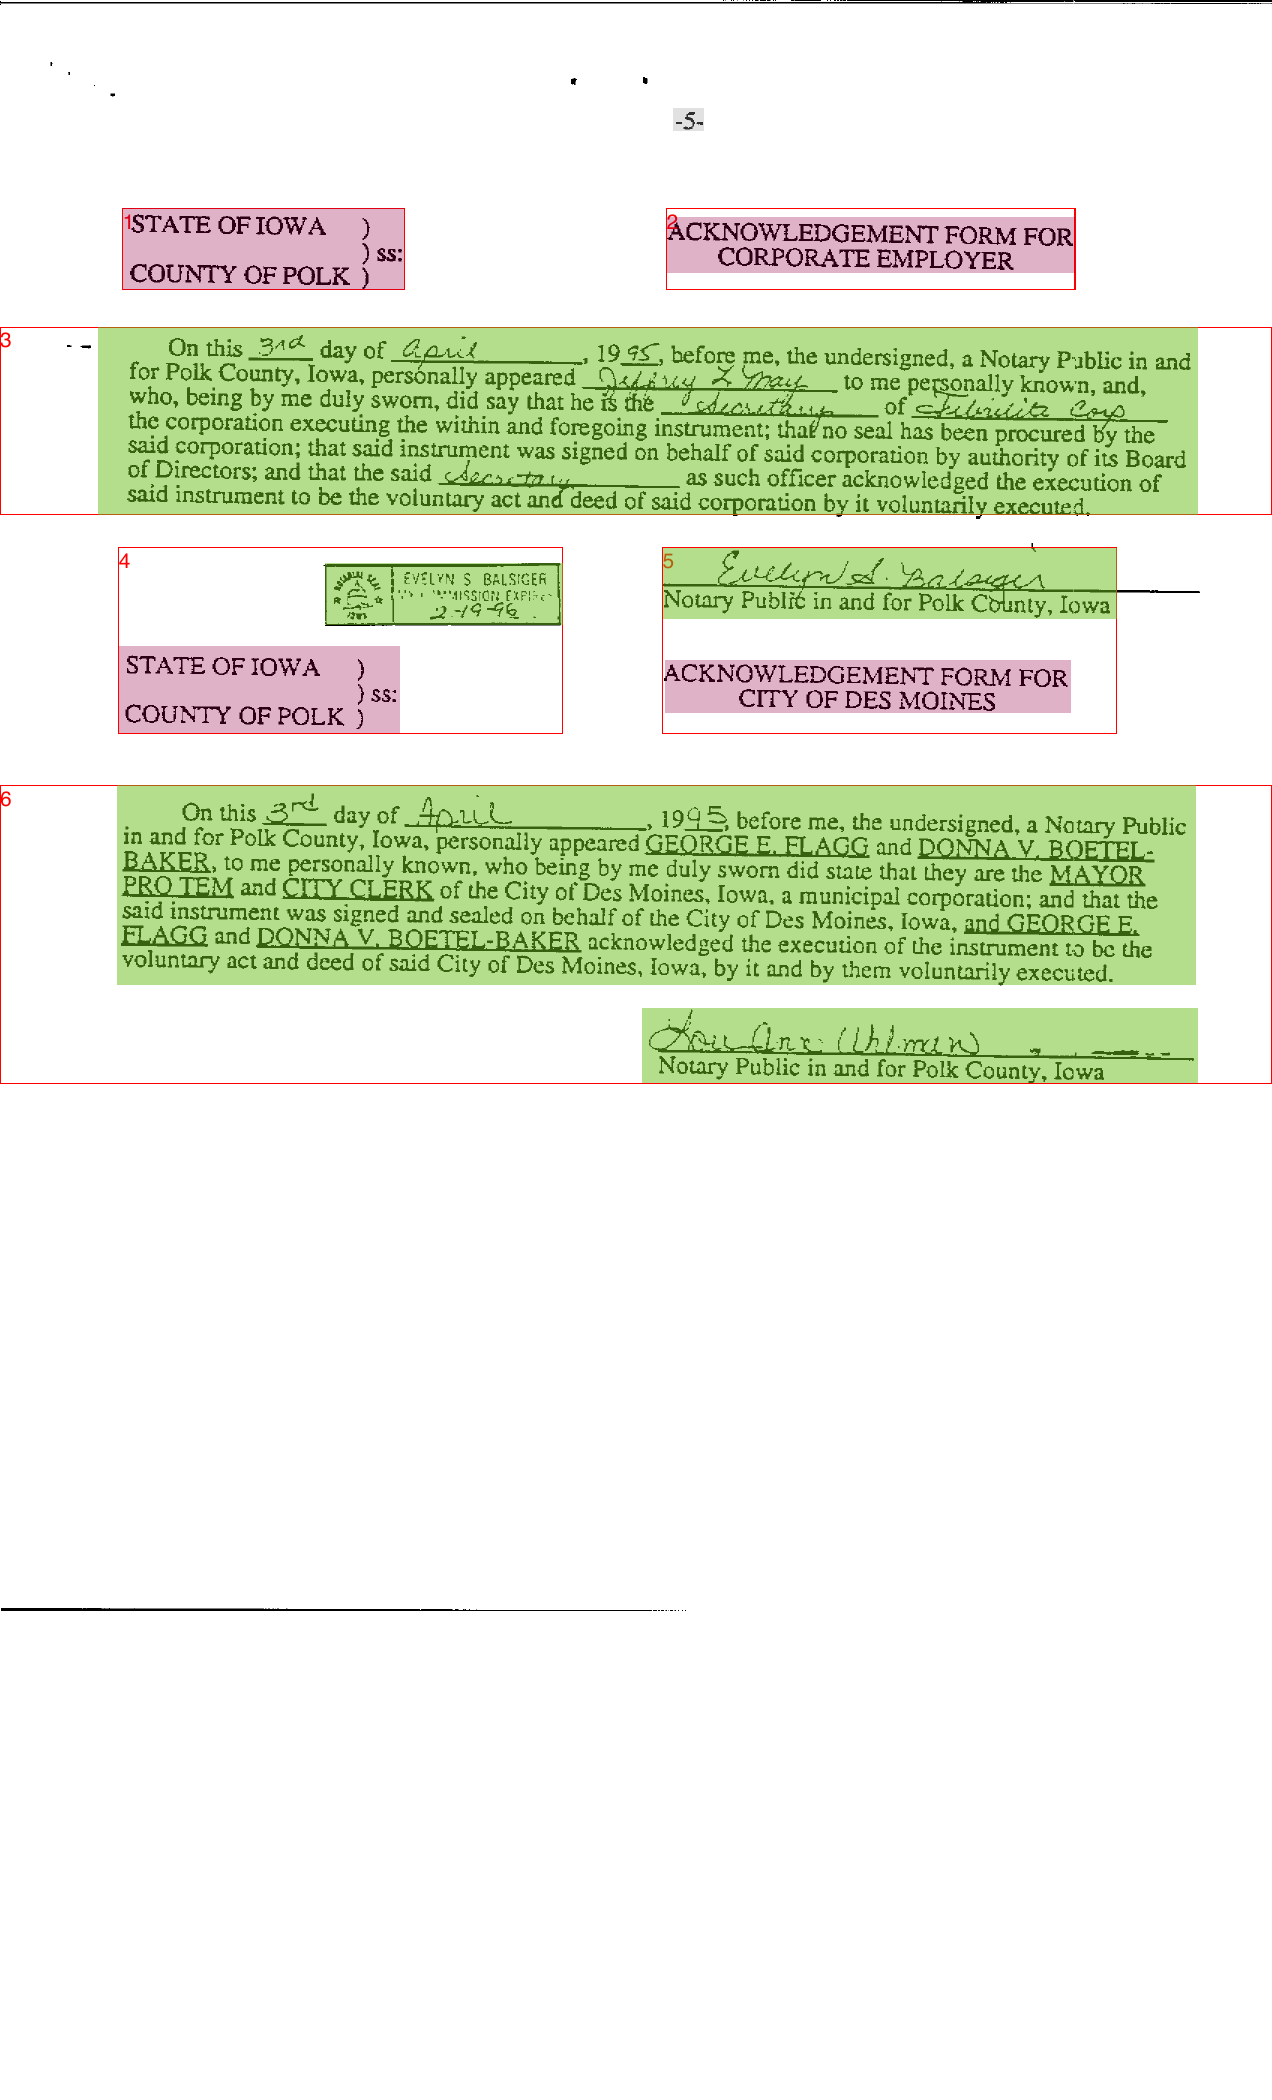 -5-
1STATE OF IOWA )
) ss:
COUNTY OF POLK )
2
ACKNOWLEDGEMENT FORM FOR
CORPORATE EMPLOYER
3
On this 3rd day of April, 1995, before me, the undersigned, a Notary Public in and
for Polk County, Iowa, personally appeared Jeffrey L May to me personally known, and,
who, being by me duly sworn, did say that he is the Secretary of Corp
the corporation executing the within and foregoing instrument; that no seal has been procured by the
said corporation; that said instrument was signed on behalf of said corporation by authority of its Board
of Directors; and that the said Secretary as such officer acknowledged the execution of
said instrument to be the voluntary act and deed of said corporation by it voluntarily executed.
4
EVELYN S BALSIGER
2-19-96
STATE OF IOWA )
) ss:
COUNTY OF POLK )
5
Evelyn S. Balsiger
Notary Public in and for Polk County, Iowa
ACKNOWLEDGEMENT FORM FOR
CITY OF DES MOINES
6
On this 3rd day of April, 1995, before me, the undersigned, a Notary Public
in and for Polk County, Iowa, personally appeared GEORGE E. FLAGG and DONNA V. BOETEL-
BAKER, to me personally known, who being by me duly sworn did state that they are the MAYOR
PRO TEM and CITY CLERK of the City of Des Moines, Iowa, a municipal corporation; and that the
said instrument was signed and sealed on behalf of the City of Des Moines, Iowa, and GEORGE E.
FLAGG and DONNA V. BOETEL-BAKER acknowledged the execution of the instrument to be the
voluntary act and deed of said City of Des Moines, Iowa, by it and by them voluntarily executed.
Lou Ann
Notary Public in and for Polk County, Iowa